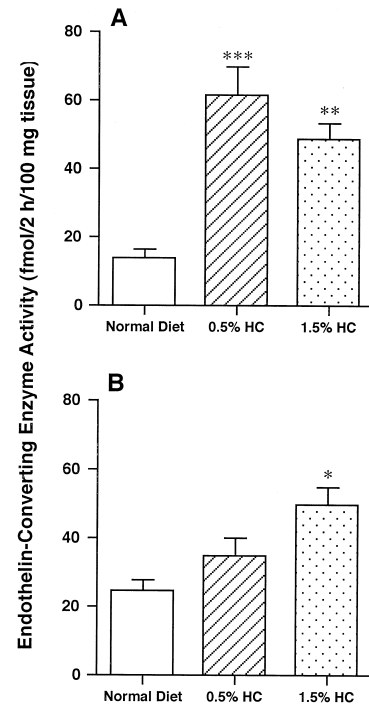 Endothelin-Converting Enzyme Activity (fmol/2 h/100 mg tissue)
A
80
60
40
20
0
***
**
Normal Diet 0.5% HC 1.5% HC
B
80
60
40
20
0
*
Normal Diet 0.5% HC 1.5% HC